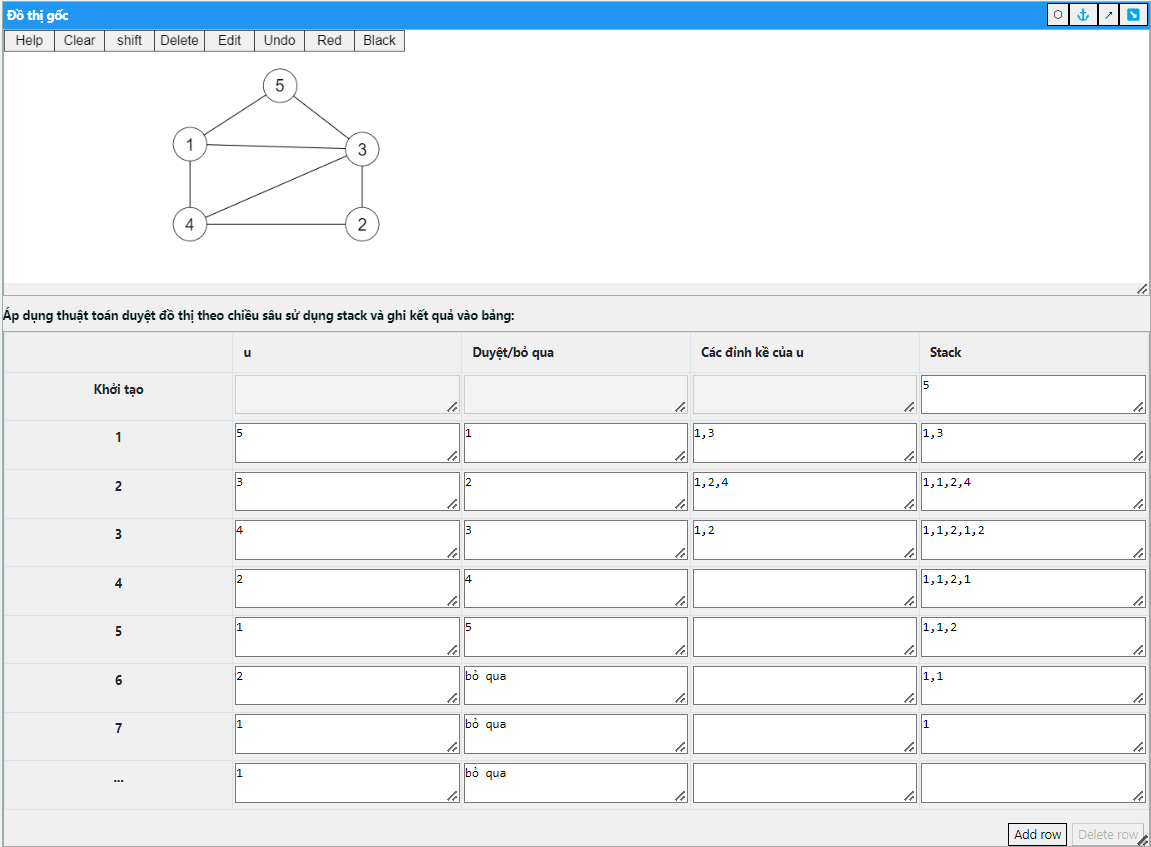 Đồ thị gốc
Help Clear shift Delete Edit Undo Red Black
5
1
3
4
2
Áp dụng thuật toán duyệt đồ thị theo chiều sâu sử dụng stack và ghi kết quả vào bảng:
u Duyệt/bỏ qua Các đỉnh kề của u Stack
Khởi tạo 5
1 5 1 1,3 1,3
2 3 2 1,2,4 1,1,2,4
3 4 3 1,2 1,1,2,1,2
4 2 4 1,1,2,1
5 1 5 1,1,2
6 2 bỏ qua 1,1
7 1 bỏ qua 1
... 1 bỏ qua
Add row Delete row